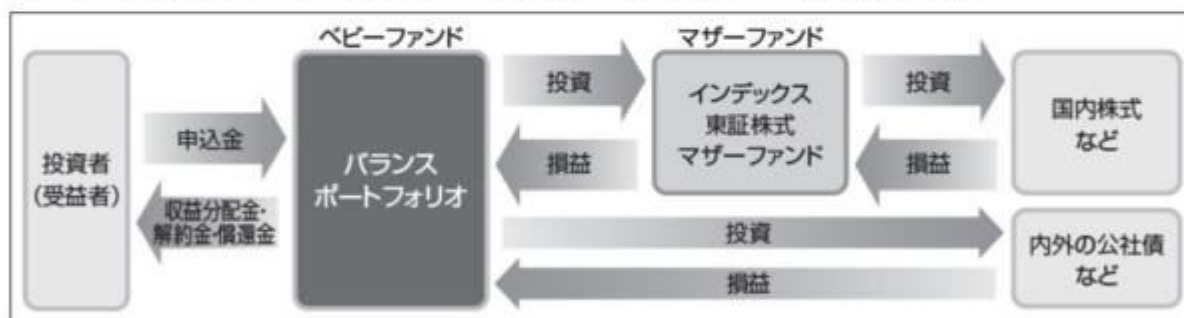 ベビーファンド
マザーファンド
投資者
(受益者)
申込金
収益分配金・
解約金・償還金
バランス
ポートフォリオ
投資
損益
インデックス
東証株式
マザーファンド
投資
損益
国内株式
など
投資
損益
内外の公社債
など